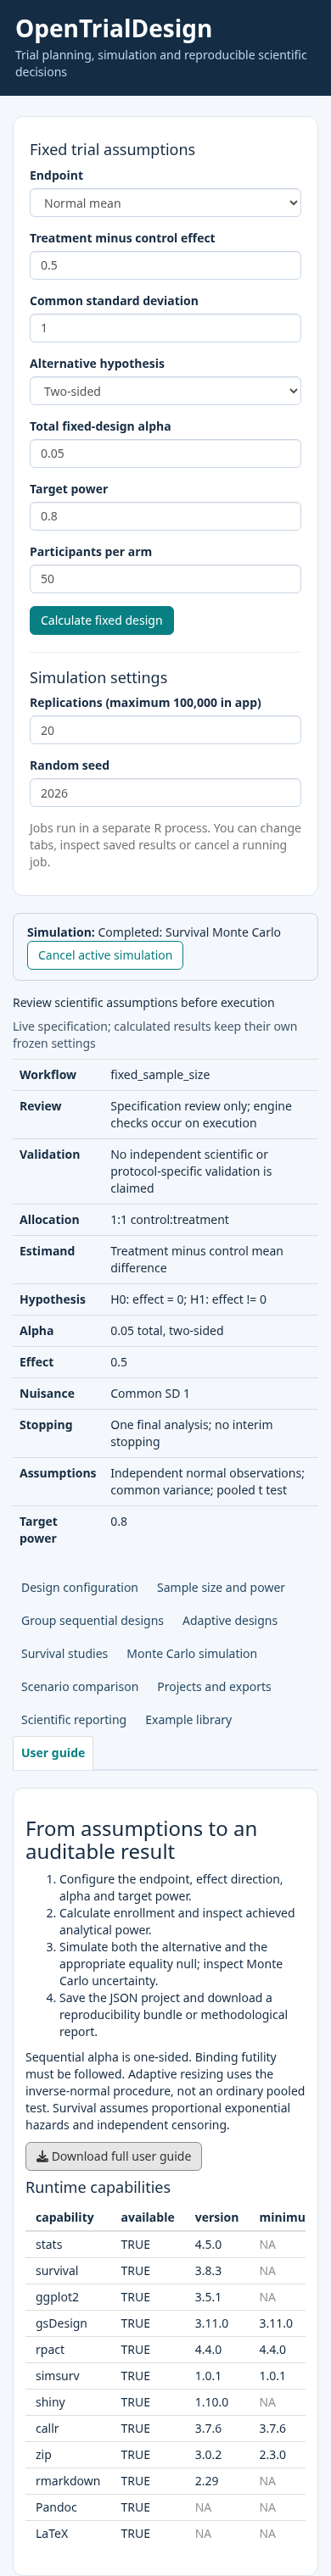 OpenTrialDesign
Trial planning, simulation and reproducible scientific
decisions
Fixed trial assumptions
Endpoint
Normal mean
Treatment minus control effect
0.5
Common standard deviation
1
Alternative hypothesis
Two-sided
Total fixed-design alpha
0.05
Target power
0.8
Participants per arm
50
Calculate fixed design
Simulation settings
Replications (maximum 100,000 in app)
20
Random seed
2026
Jobs run in a separate R process. You can change
tabs, inspect saved results or cancel a running
job.
Simulation: Completed: Survival Monte Carlo
Cancel active simulation
Review scientific assumptions before execution
Live specification; calculated results keep their own
frozen settings
Workflow fixed_sample_size
Review Specification review only; engine
checks occur on execution
Validation No independent scientific or
protocol-specific validation is
claimed
Allocation 1:1 control:treatment
Estimand Treatment minus control mean
difference
Hypothesis H0: effect = 0; H1: effect != 0
Alpha 0.05 total, two-sided
Effect 0.5
Nuisance Common SD 1
Stopping One final analysis; no interim
stopping
Assumptions Independent normal observations;
common variance; pooled t test
Target 0.8
power
Design configuration Sample size and power
Group sequential designs Adaptive designs
Survival studies Monte Carlo simulation
Scenario comparison Projects and exports
Scientific reporting Example library
User guide
From assumptions to an
auditable result
1. Configure the endpoint, effect direction,
alpha and target power.
2. Calculate enrollment and inspect achieved
analytical power.
3. Simulate both the alternative and the
appropriate equality null; inspect Monte
Carlo uncertainty.
4. Save the JSON project and download a
reproducibility bundle or methodological
report.
Sequential alpha is one-sided. Binding futility
must be followed. Adaptive resizing uses the
inverse-normal procedure, not an ordinary pooled
test. Survival assumes proportional exponential
hazards and independent censoring.
Download full user guide
Runtime capabilities
capability available version minimu
stats TRUE 4.5.0 NA
survival TRUE 3.8.3 NA
ggplot2 TRUE 3.5.1 NA
gsDesign TRUE 3.11.0 3.11.0
rpact TRUE 4.4.0 4.4.0
simsurv TRUE 1.0.1 1.0.1
shiny TRUE 1.10.0 NA
callr TRUE 3.7.6 3.7.6
zip TRUE 3.0.2 2.3.0
rmarkdown TRUE 2.29 NA
Pandoc TRUE NA NA
LaTeX TRUE NA NA